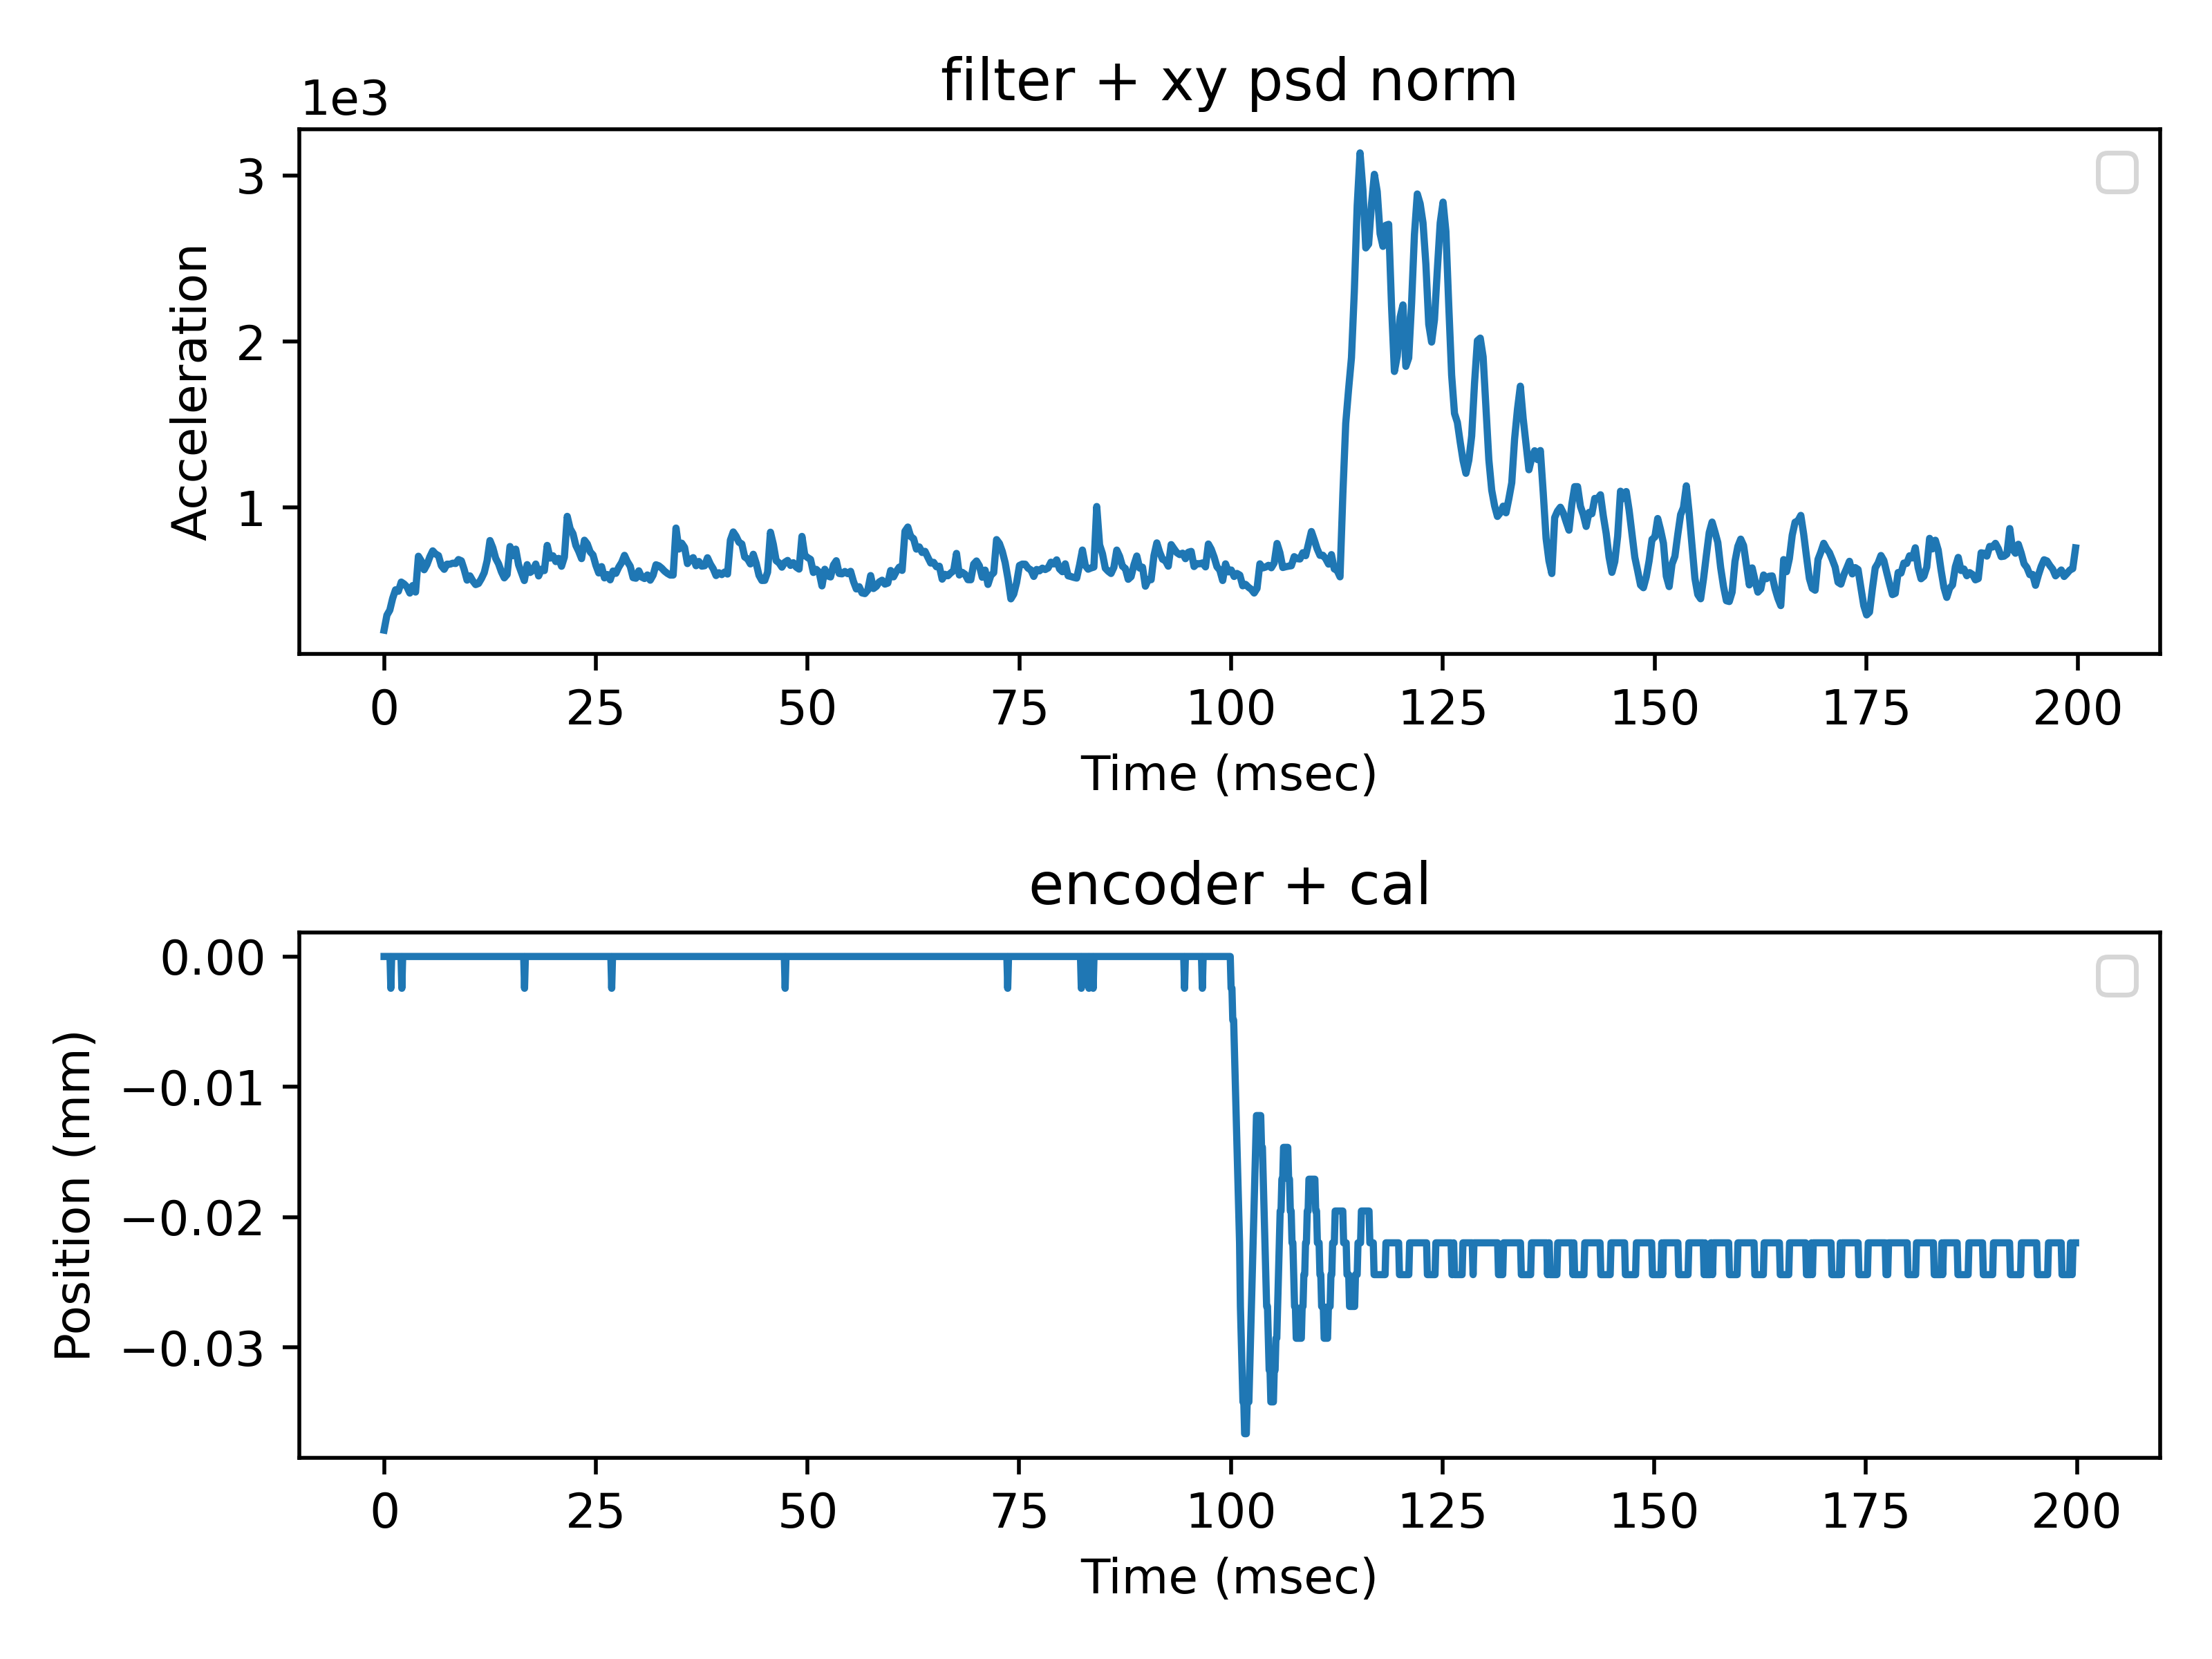 filter + xy psd norm
1e3
3
2
1
Acceleration
0 25 50 75 100 125 150 175 200
Time (msec)
encoder + cal
0.00
−0.01
−0.02
−0.03
Position (mm)
0 25 50 75 100 125 150 175 200
Time (msec)